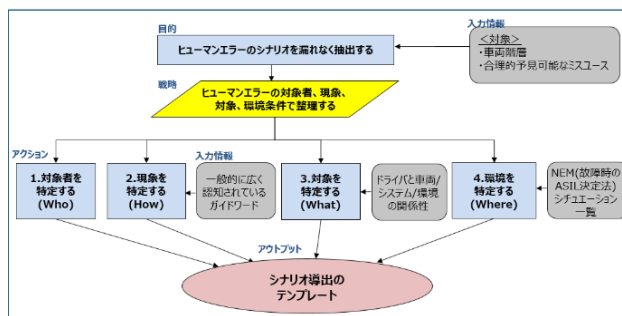 目的
ヒューマンエラーのシナリオを漏れなく抽出する
入力情報
<対象>
・車両階層
・合理的予見可能なミスユース
戦略
ヒューマンエラーの対象者、現象、
対象、環境条件で整理する
アクション
1.対象者を
特定する
(Who)
2.現象を
特定する
(How)
入力情報
一般的に広く
認知されている
ガイドワード
3.対象を
特定する
(What)
ドライバと車両/
システム/環境
の関係性
4.環境を
特定する
(Where)
NEM(故障時の
ASIL決定法)
シチュエーション
一覧
アウトプット
シナリオ導出の
テンプレート